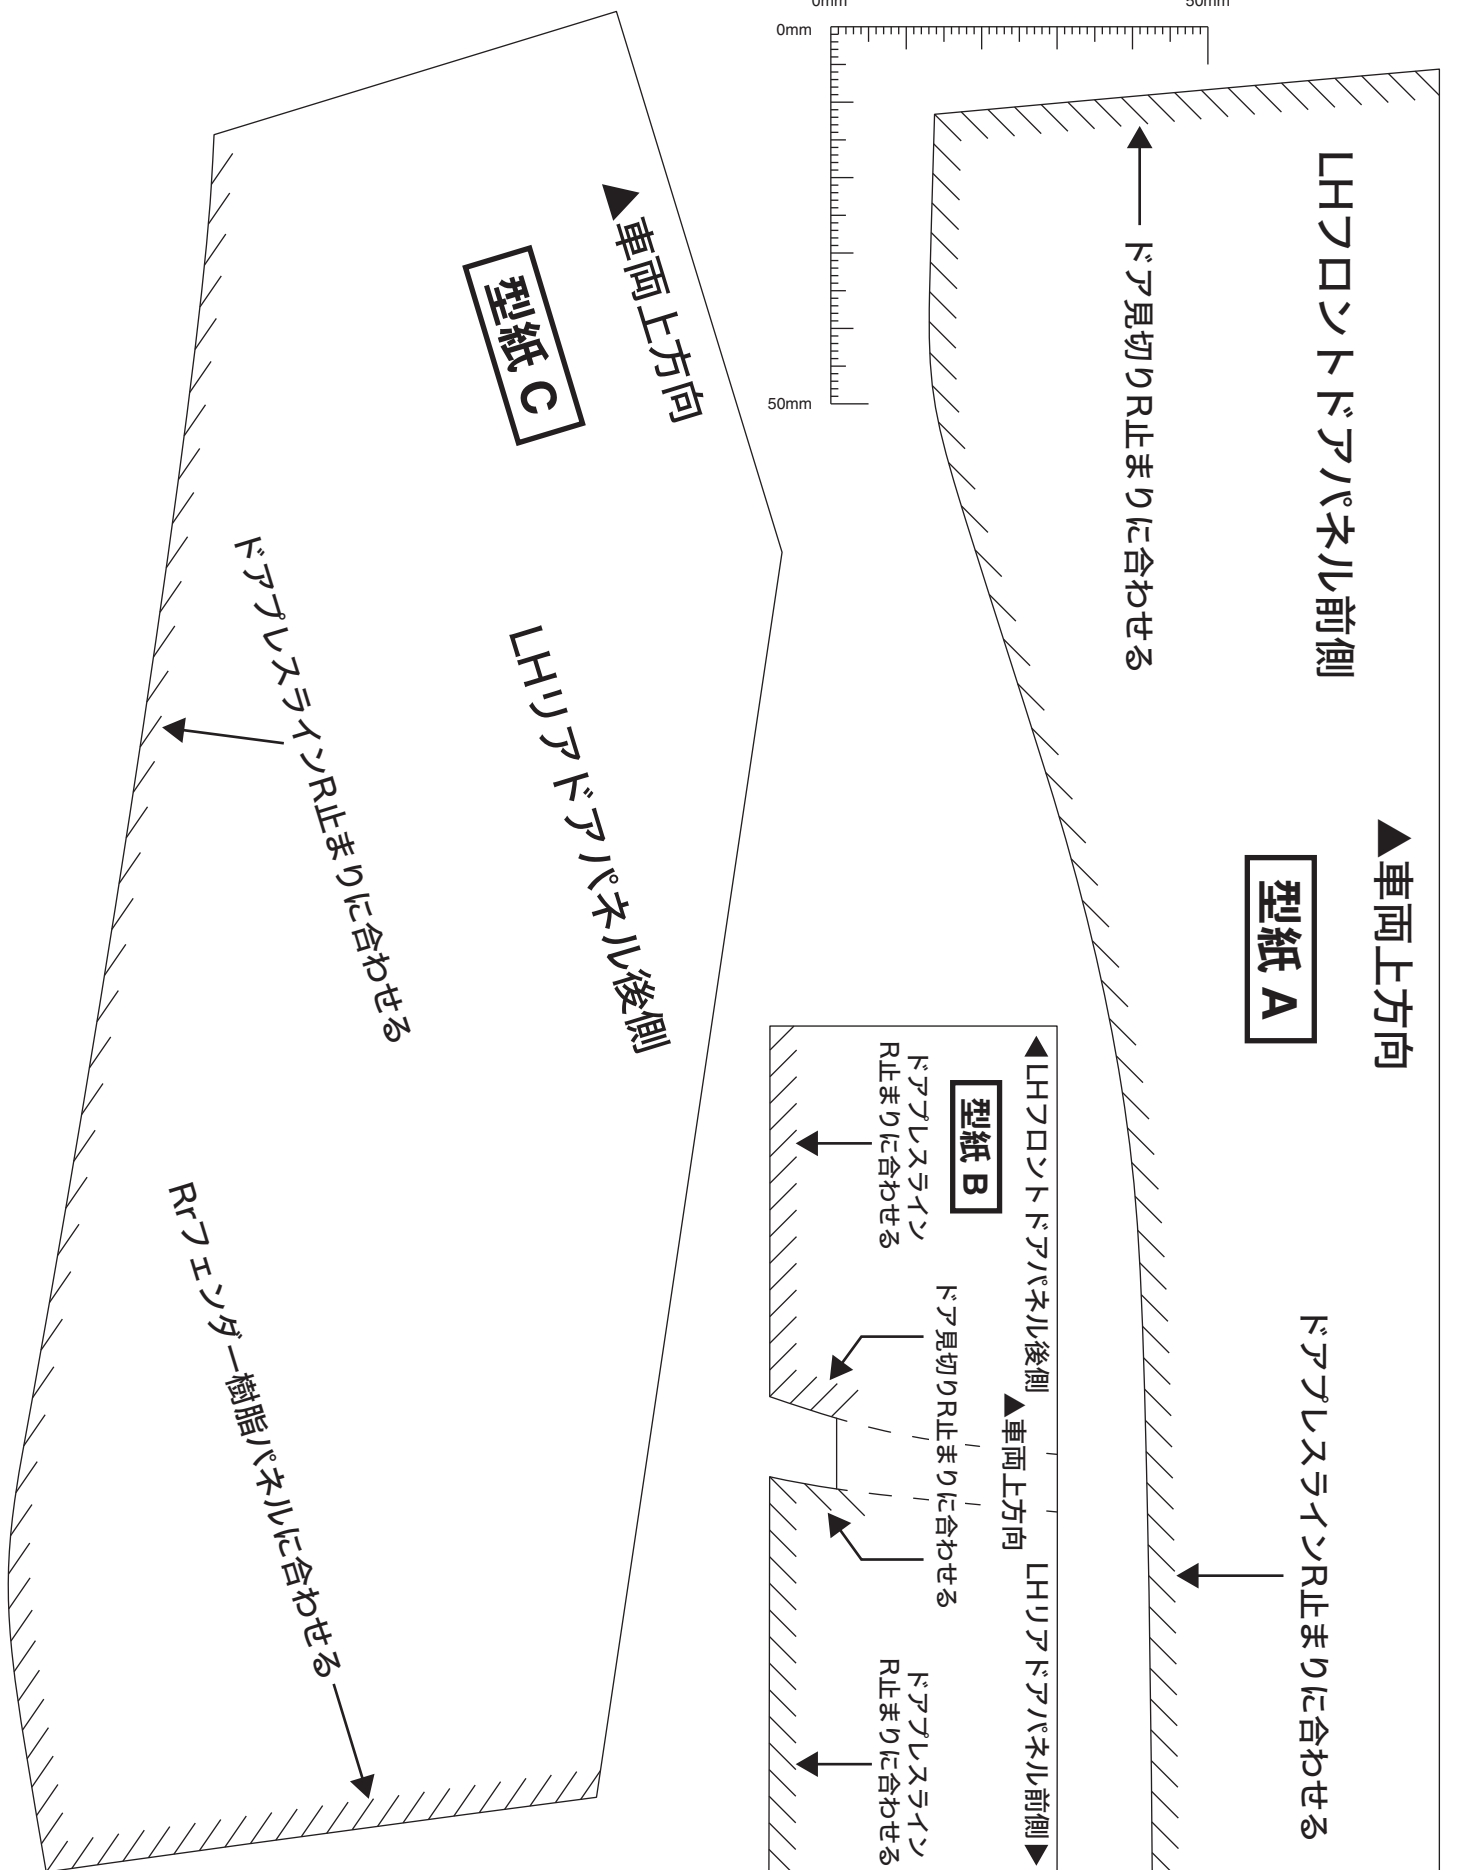 0mm
50mm
0mm
50mm
▲車両上方向
型紙 C
LHリアドアパネル後側
ドアプレスラインR止まりに合わせる
Rrフェンダー樹脂パネルに合わせる
LHフロントドアパネル前側
ドア見切りR止まりに合わせる
▲車両上方向
型紙 A
ドアプレスラインR止まりに合わせる
▲LHフロントドアパネル後側
型紙 B
ドアプレスライン
R止まりに合わせる
▲車両上方向
ドア見切りR止まりに合わせる
LHリアドアパネル前側▼
ドアプレスライン
R止まりに合わせる